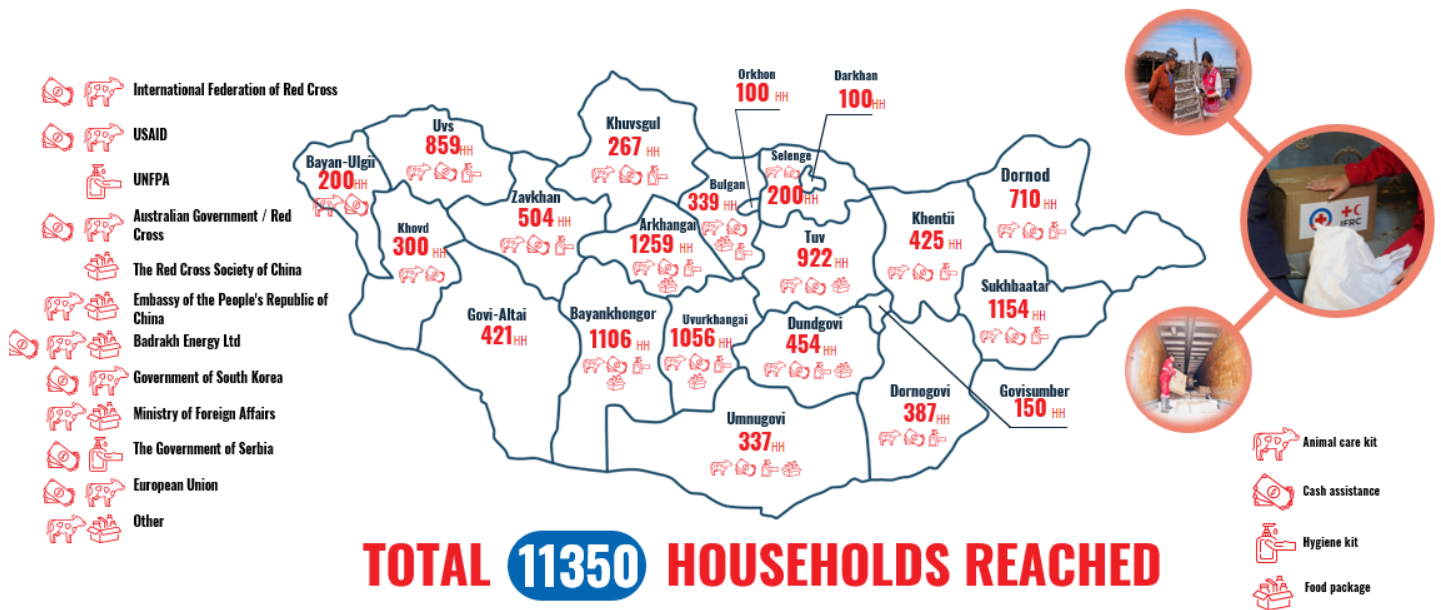 International Federation of Red Cross
USAID
UNFPA
Australian Government / Red
Cross
The Red Cross Society of China
Embassy of the People's Republic of
China
Badrakh Energy Ltd
Government of South Korea
Ministry of Foreign Affairs
The Government of Serbia
European Union
Other
Bayan-Ulgii
200HH
Uvs
859HH
Khovd
300 HH
Zavkhan
504 HH
Khuvsgul
267 HH
Arkhangai
1259 HH
Bulgan
339 HH
Orkhon
100 HH
Darkhan
100HH
Selenge
200HH
Tuv
922 HH
Khentii
425 HH
Dornod
710 HH
Sukhbaatar
1154 HH
Govi-Altai
421HH
Bayankhongor
1106 HH
Uvurkhangai
1056 HH
Dundgovi
454 HH
Umnugovi
337HH
Dornogovi
387HH
Govisumber
150 HH
IFRC
Animal care kit
Cash assistance
Hygiene kit
Food package
TOTAL 11350 HOUSEHOLDS REACHED